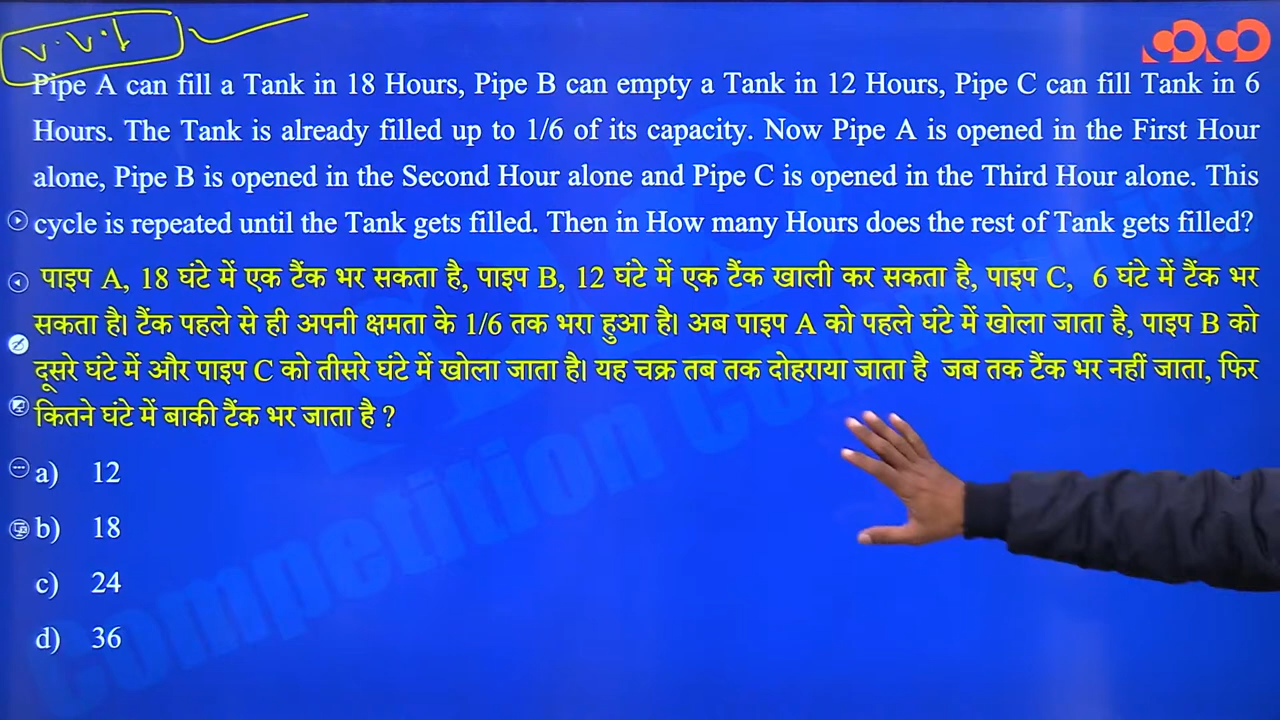 v.v.I
Pipe A can fill a Tank in 18 Hours, Pipe B can empty a Tank in 12 Hours, Pipe C can fill Tank in 6
Hours. The Tank is already filled up to 1/6 of its capacity. Now Pipe A is opened in the First Hour
alone, Pipe B is opened in the Second Hour alone and Pipe C is opened in the Third Hour alone. This
cycle is repeated until the Tank gets filled. Then in How many Hours does the rest of Tank gets filled?
पाइप A, 18 घंटे में एक टैंक भर सकता है, पाइप B, 12 घंटे में एक टैंक खाली कर सकता है, पाइप C, 6 घंटे में टैंक भर
सकता है। टैंक पहले से ही अपनी क्षमता के 1/6 तक भरा हुआ है। अब पाइप A को पहले घंटे में खोला जाता है, पाइप B को
दूसरे घंटे में और पाइप C को तीसरे घंटे में खोला जाता है। यह चक्र तब तक दोहराया जाता है जब तक टैंक भर नहीं जाता, फिर
कितने घंटे में बाकी टैंक भर जाता है ?
a) 12
b) 18
c) 24
d) 36
Competition Community